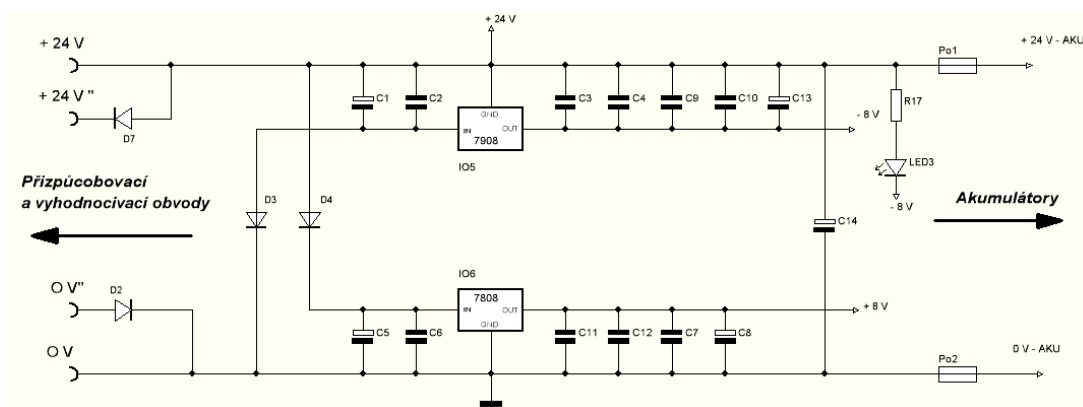 + 24 V
+ 24 V
Po1
+ 24 V - AKU
+ 24 V"
D7
C1
C2
GND
IN
OUT
7908
IO5
C3
C4
C9
C10
C13
- 8 V
R17
LED3
- 8 V
Přizpůcobovací
a vyhodnocivací obvody
D3
D4
C14
Akumulátory
O V"
D2
IO6
7808
IN
OUT
GND
C5
C6
C11
C12
C7
C8
+ 8 V
O V
Po2
0 V - AKU